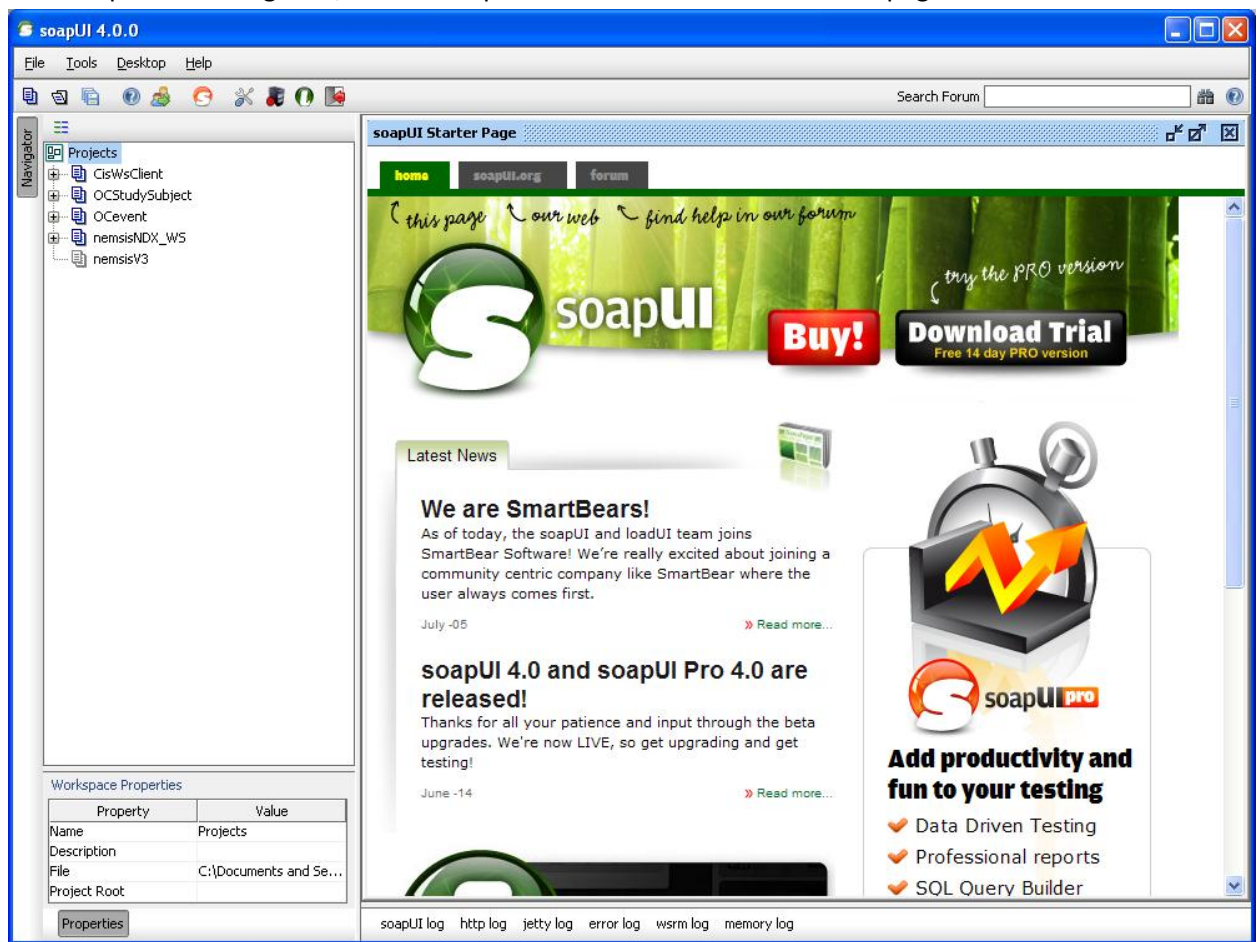 soapUI 4.0.0
File Tools Desktop Help
Search Forum
Navigator
Projects
CisWsClient
OCStudySubject
OCevent
nemsisNDX_WS
nemsisV3
Workspace Properties
Property Value
Name Projects
Description
File C:\Documents and Se...
Project Root
Properties
soapUI Starter Page
home soapUI.org forum
this page our web find help in our forum
try the PRO version
soapUI
Buy!
Download Trial
Free 14 day PRO version
Latest News
We are SmartBears!
As of today, the soapUI and loadUI team joins
SmartBear Software! We're really excited about joining a
community centric company like SmartBear where the
user always comes first.
July -05 » Read more...
soapUI 4.0 and soapUI Pro 4.0 are
released!
Thanks for all your patience and input through the beta
upgrades. We're now LIVE, so get upgrading and get
testing!
June -14 » Read more...
soapUI pro
Add productivity and
fun to your testing
Data Driven Testing
Professional reports
SQL Query Builder
soapUI log http log jetty log error log wsrm log memory log